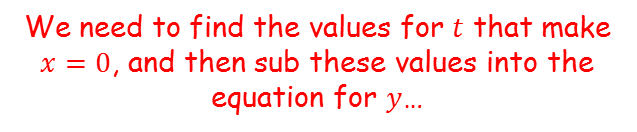 We need to find the values for t that make
x = 0, and then sub these values into the
equation for y…